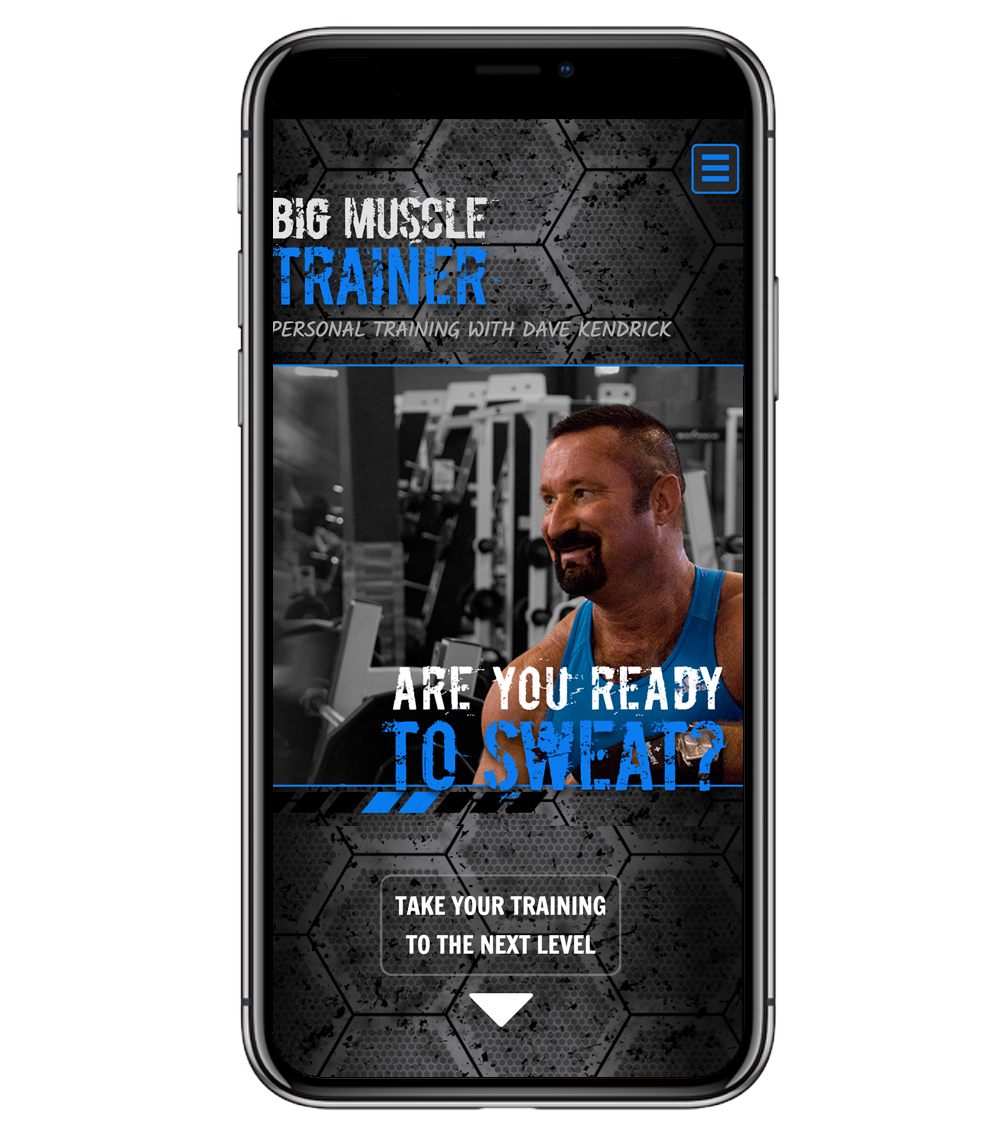 BIG MUSCLE
TRAINER
PERSONAL TRAINING WITH DAVE KENDRICK
ARE YOU READY
TO SWEAT?
TAKE YOUR TRAINING
TO THE NEXT LEVEL